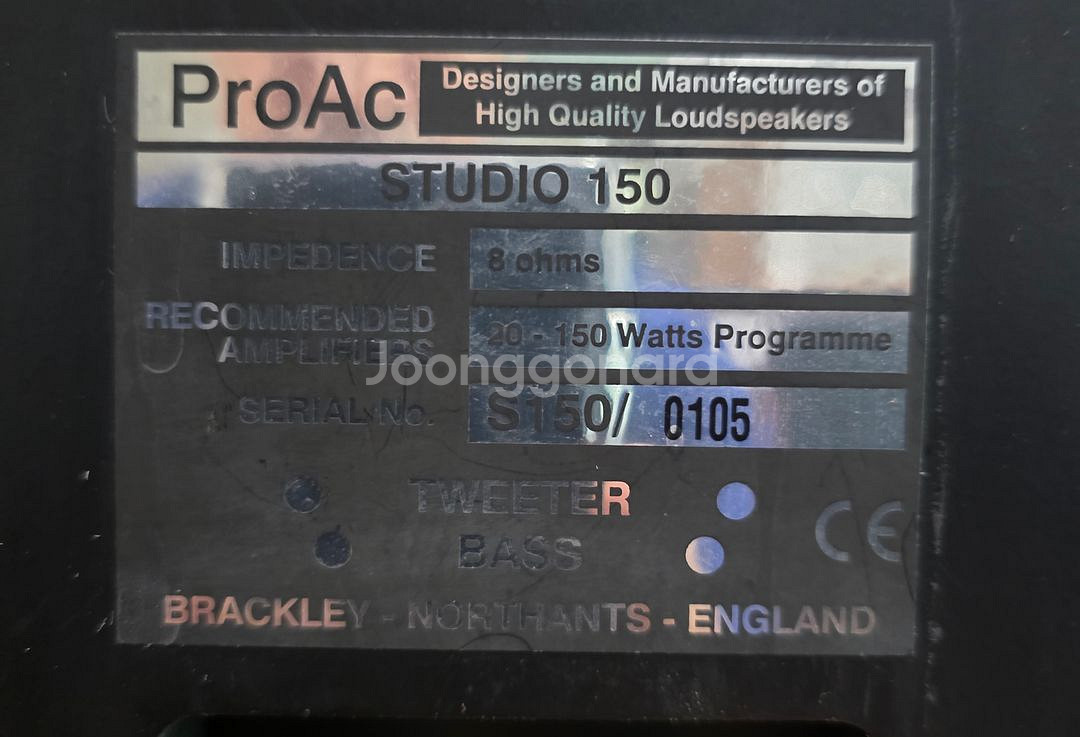 ProAc
Designers and Manufacturers of
High Quality Loudspeakers
STUDIO 150
IMPEDENCE 8 ohms
RECOMMENDED
AMPLIFIERS 20 - 150 Watts Programme
Joonggonara
SERIAL No. S150/ 0105
TWEETER
BASS
CE
BRACKLEY - NORTHANTS - ENGLAND